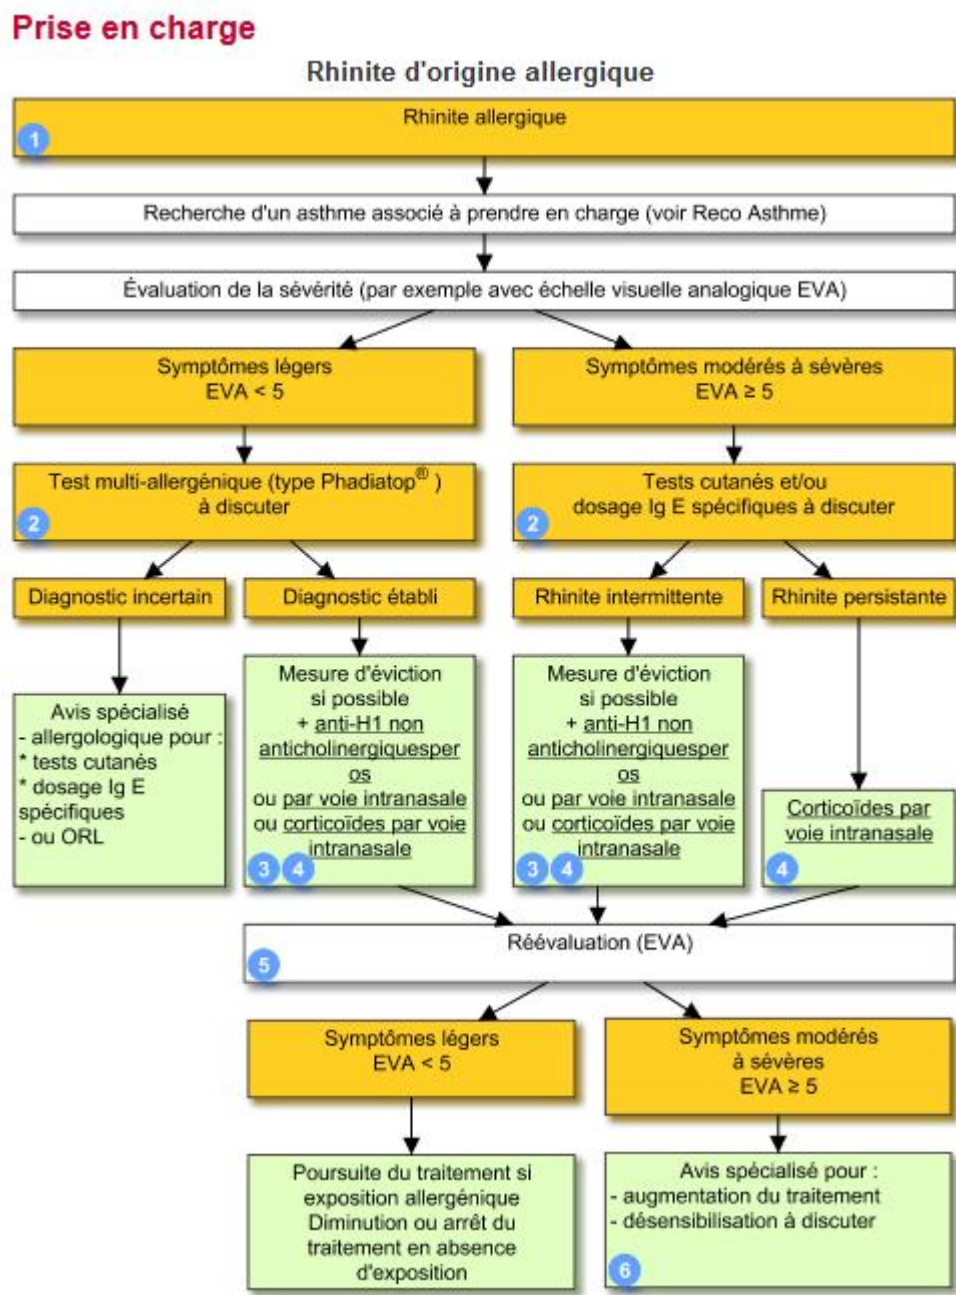 Prise en charge
Rhinite d'origine allergique
Rhinite allergique
1
Recherche d'un asthme associé à prendre en charge (voir Reco Asthme)
Évaluation de la sévérité (par exemple avec échelle visuelle analogique EVA)
Symptômes légers
EVA < 5
Symptômes modérés à sévères
EVA ≥ 5
Test multi-allergénique (type Phadiatop® )
à discuter
2
Tests cutanés et/ou
dosage Ig E spécifiques à discuter
2
Diagnostic incertain
Diagnostic établi
Rhinite intermittente
Rhinite persistante
Avis spécialisé
- allergologique pour :
* tests cutanés
* dosage Ig E
spécifiques
- ou ORL
Mesure d'éviction
si possible
+ anti-H1 non
anticholinergiquesper
os
ou par voie intranasale
ou corticoïdes par voie
intranasale
3 4
Mesure d'éviction
si possible
+ anti-H1 non
anticholinergiquesper
os
ou par voie intranasale
ou corticoïdes par voie
intranasale
3 4
Corticoïdes par
voie intranasale
4
Réévaluation (EVA)
5
Symptômes légers
EVA < 5
Symptômes modérés
à sévères
EVA ≥ 5
Poursuite du traitement si
exposition allergénique
Diminution ou arrêt du
traitement en absence
d'exposition
Avis spécialisé pour :
- augmentation du traitement
- désensibilisation à discuter
6